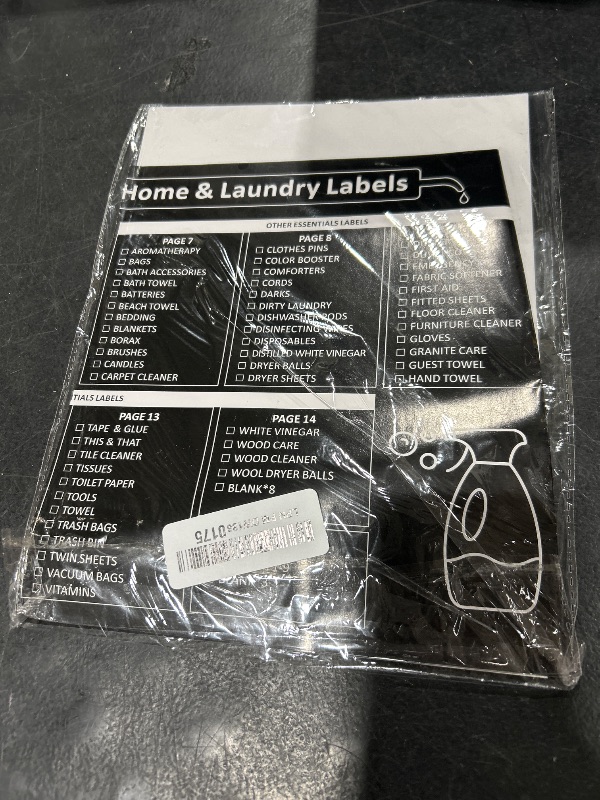 Home & Laundry Labels
OTHER ESSENTIALS LABELS
PAGE 7
AROMATHERAPY
BAGS
BATH ACCESSORIES
BATH TOWEL
BATTERIES
BEACH TOWEL
BEDDING
BLANKETS
BORAX
BRUSHES
CANDLES
CARPET CLEANER
PAGE 8
CLOTHES PINS
COLOR BOOSTER
COMFORTERS
CORDS
DARKS
DIRTY LAUNDRY
DISHWASHER PODS
DISINFECTING WIPES
DISPOSABLES
DISTILLED WHITE VINEGAR
DRYER BALLS
DRYER SHEETS
FABRIC SOFTENER
FIRST AID
FITTED SHEETS
FLOOR CLEANER
FURNITURE CLEANER
GLOVES
GRANITE CARE
GUEST TOWEL
HAND TOWEL
TIALS LABELS
PAGE 13
TAPE & GLUE
THIS & THAT
TILE CLEANER
TISSUES
TOILET PAPER
TOOLS
TOWEL
TRASH BAGS
TRASH BIN
TWIN SHEETS
VACUUM BAGS
VITAMINS
PAGE 14
WHITE VINEGAR
WOOD CARE
WOOD CLEANER
WOOL DRYER BALLS
BLANK*8
0175